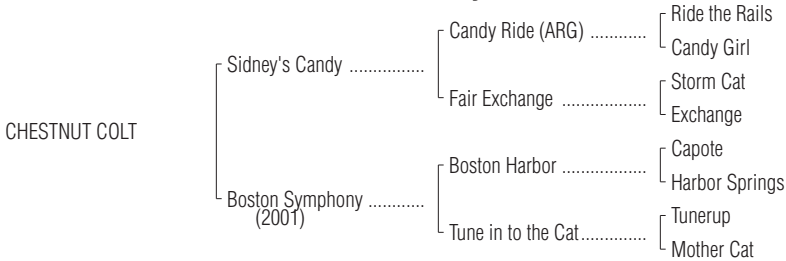 Ride the Rails
Candy Ride (ARG) ............
Candy Girl
Sidney's Candy ................
Storm Cat
Fair Exchange ..................
Exchange
CHESTNUT COLT
Capote
Boston Harbor ..................
Harbor Springs
Boston Symphony ............
(2001)
Tunerup
Tune in to the Cat..............
Mother Cat